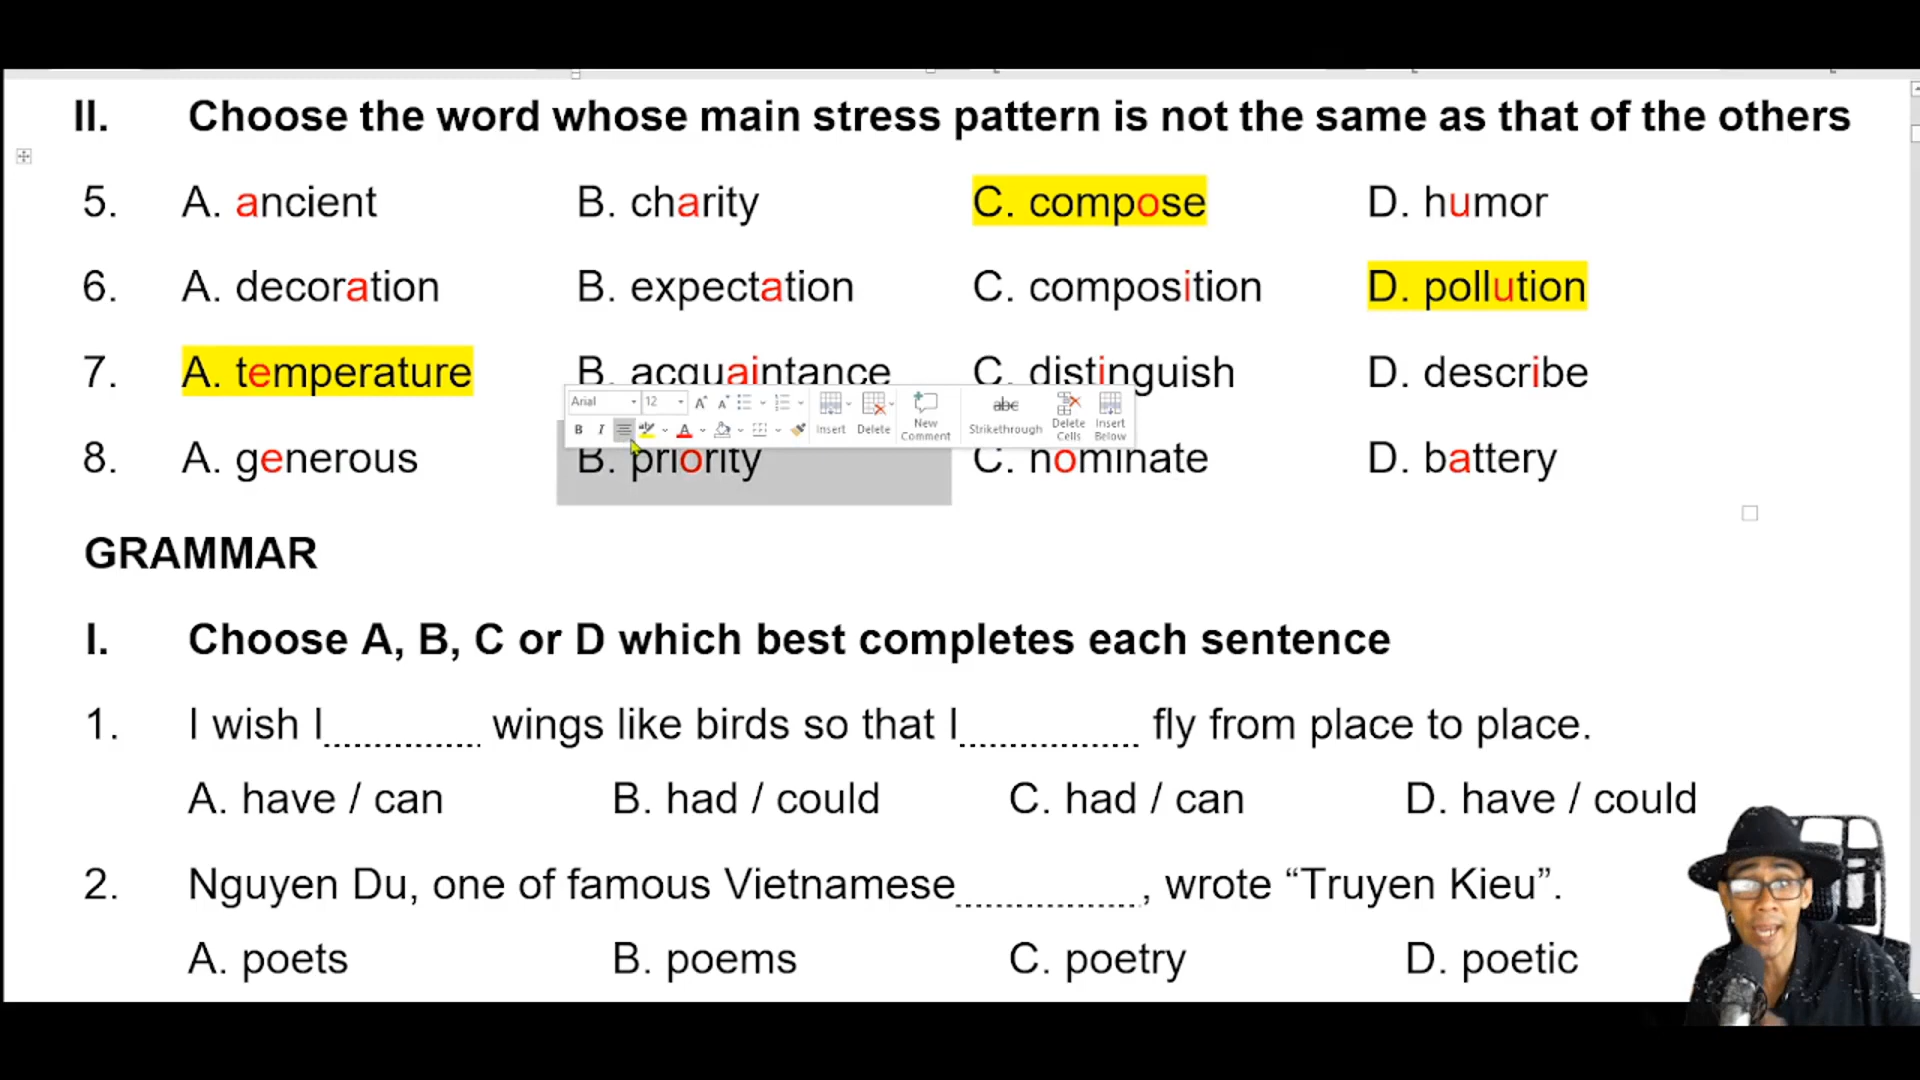 II. Choose the word whose main stress pattern is not the same as that of the others
5. A. ancient B. charity C. compose D. humor
6. A. decoration B. expectation C. composition D. pollution
7. A. temperature B. acquaintance C. distinguish D. describe
Arial 12 Insert Delete New Comment abc Strikethrough Delete Cells Insert Below
B I A
8. A. generous B. priority C. nominate D. battery
GRAMMAR
I. Choose A, B, C or D which best completes each sentence
1. I wish I.............. wings like birds so that I................ fly from place to place.
A. have / can B. had / could C. had / can D. have / could
2. Nguyen Du, one of famous Vietnamese................, wrote “Truyen Kieu”.
A. poets B. poems C. poetry D. poetic